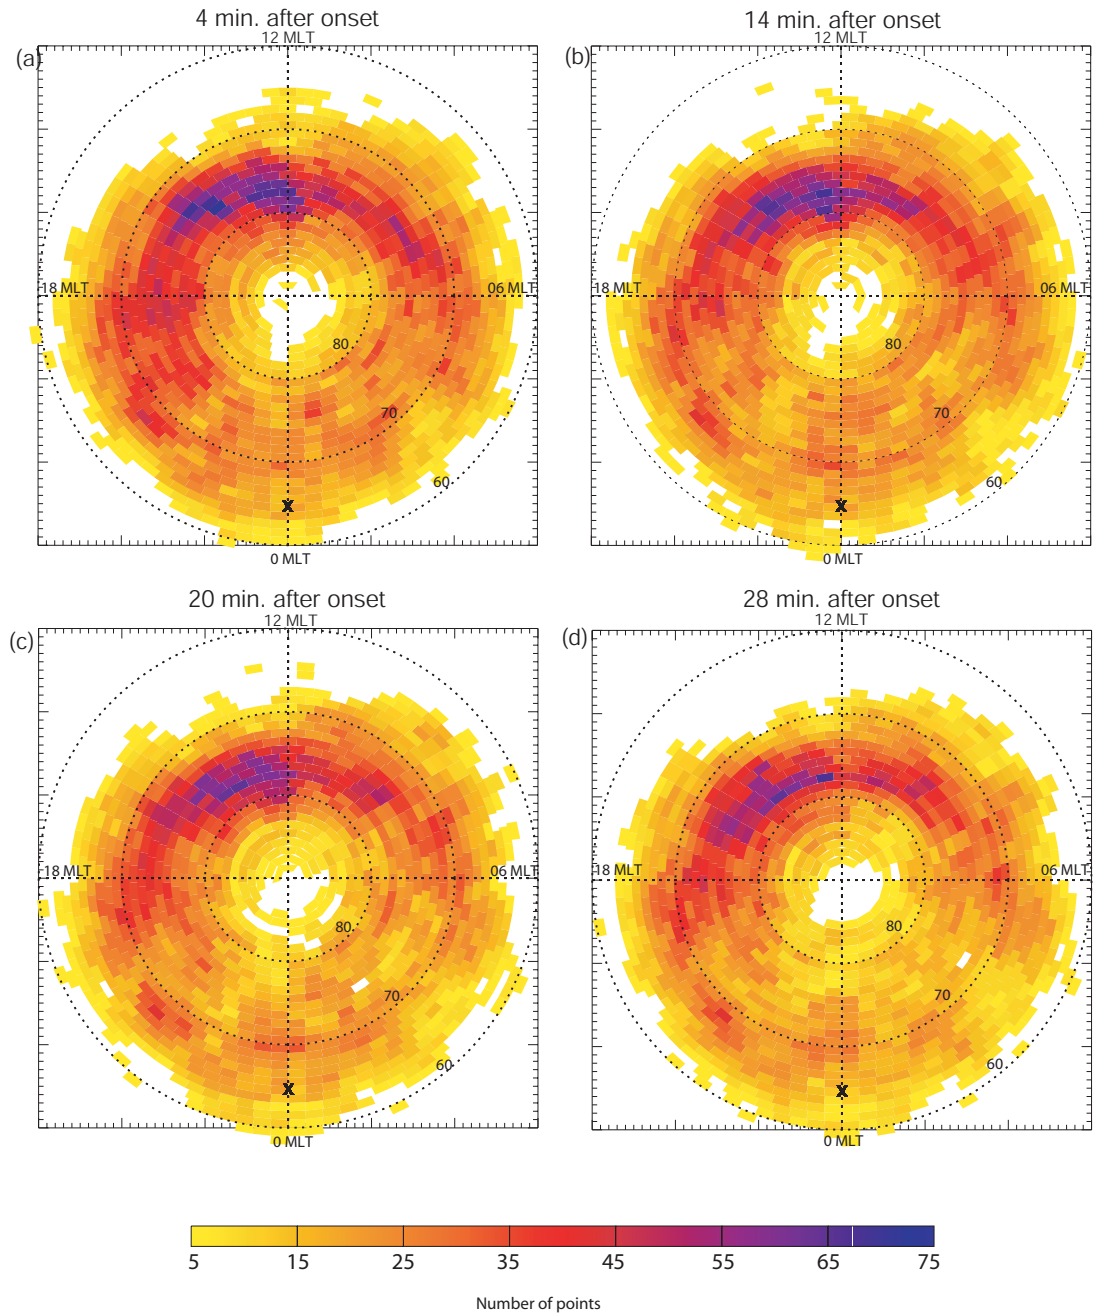 4 min. after onset
14 min. after onset
(a)
12 MLT
(b)
12 MLT
18 MLT
06 MLT
18 MLT
06 MLT
80
80
70
70
60
60
X
X
0 MLT
0 MLT
20 min. after onset
28 min. after onset
(c)
12 MLT
(d)
12 MLT
18 MLT
06 MLT
18 MLT
06 MLT
80
80
70
70
60
60
X
X
0 MLT
0 MLT
5 15 25 35 45 55 65 75
Number of points